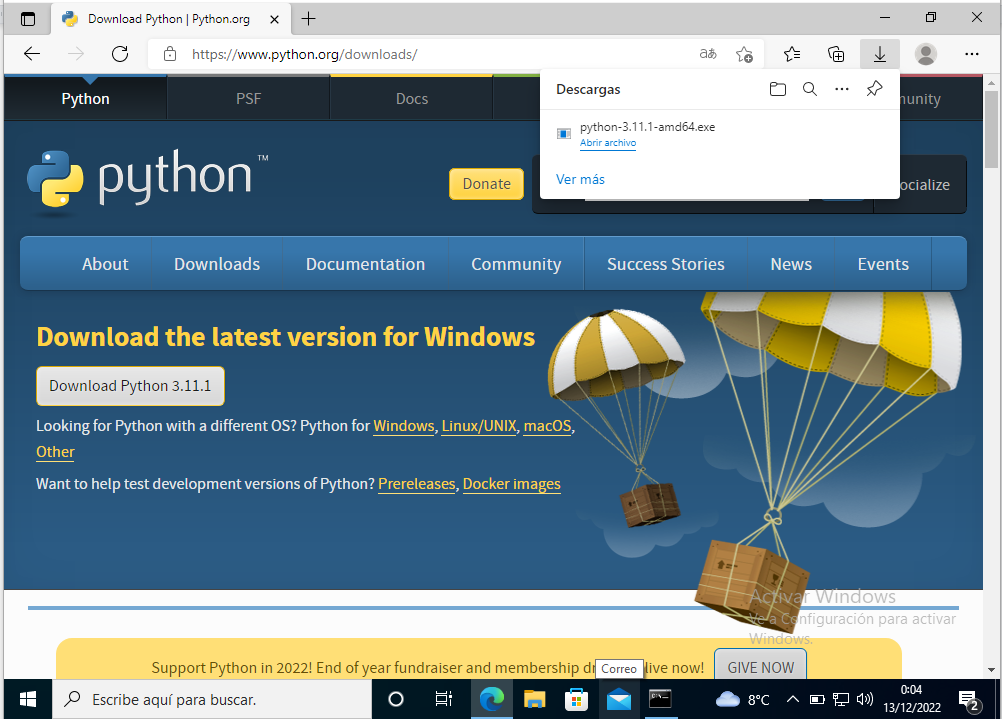 Download Python | Python.org
https://www.python.org/downloads/
Python
PSF
Docs
munity
Descargas
python-3.11.1-amd64.exe
Abrir archivo
Ver más
python™
Donate
ocialize
About
Downloads
Documentation
Community
Success Stories
News
Events
Download the latest version for Windows
Download Python 3.11.1
Looking for Python with a different OS? Python for Windows, Linux/UNIX, macOS,
Other
Want to help test development versions of Python? Prereleases, Docker images
Activar Windows
Ve a Configuración para activar
Windows.
Support Python in 2022! End of year fundraiser and membership dr live now!
GIVE NOW
Correo
Escribe aquí para buscar.
8°C
0:04
13/12/2022
2